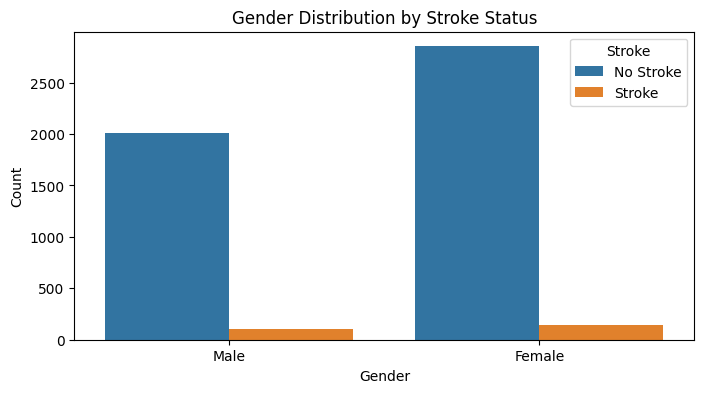 Gender Distribution by Stroke Status
Stroke
No Stroke
Stroke
2500
2000
1500
1000
500
0
Count
Male Female
Gender